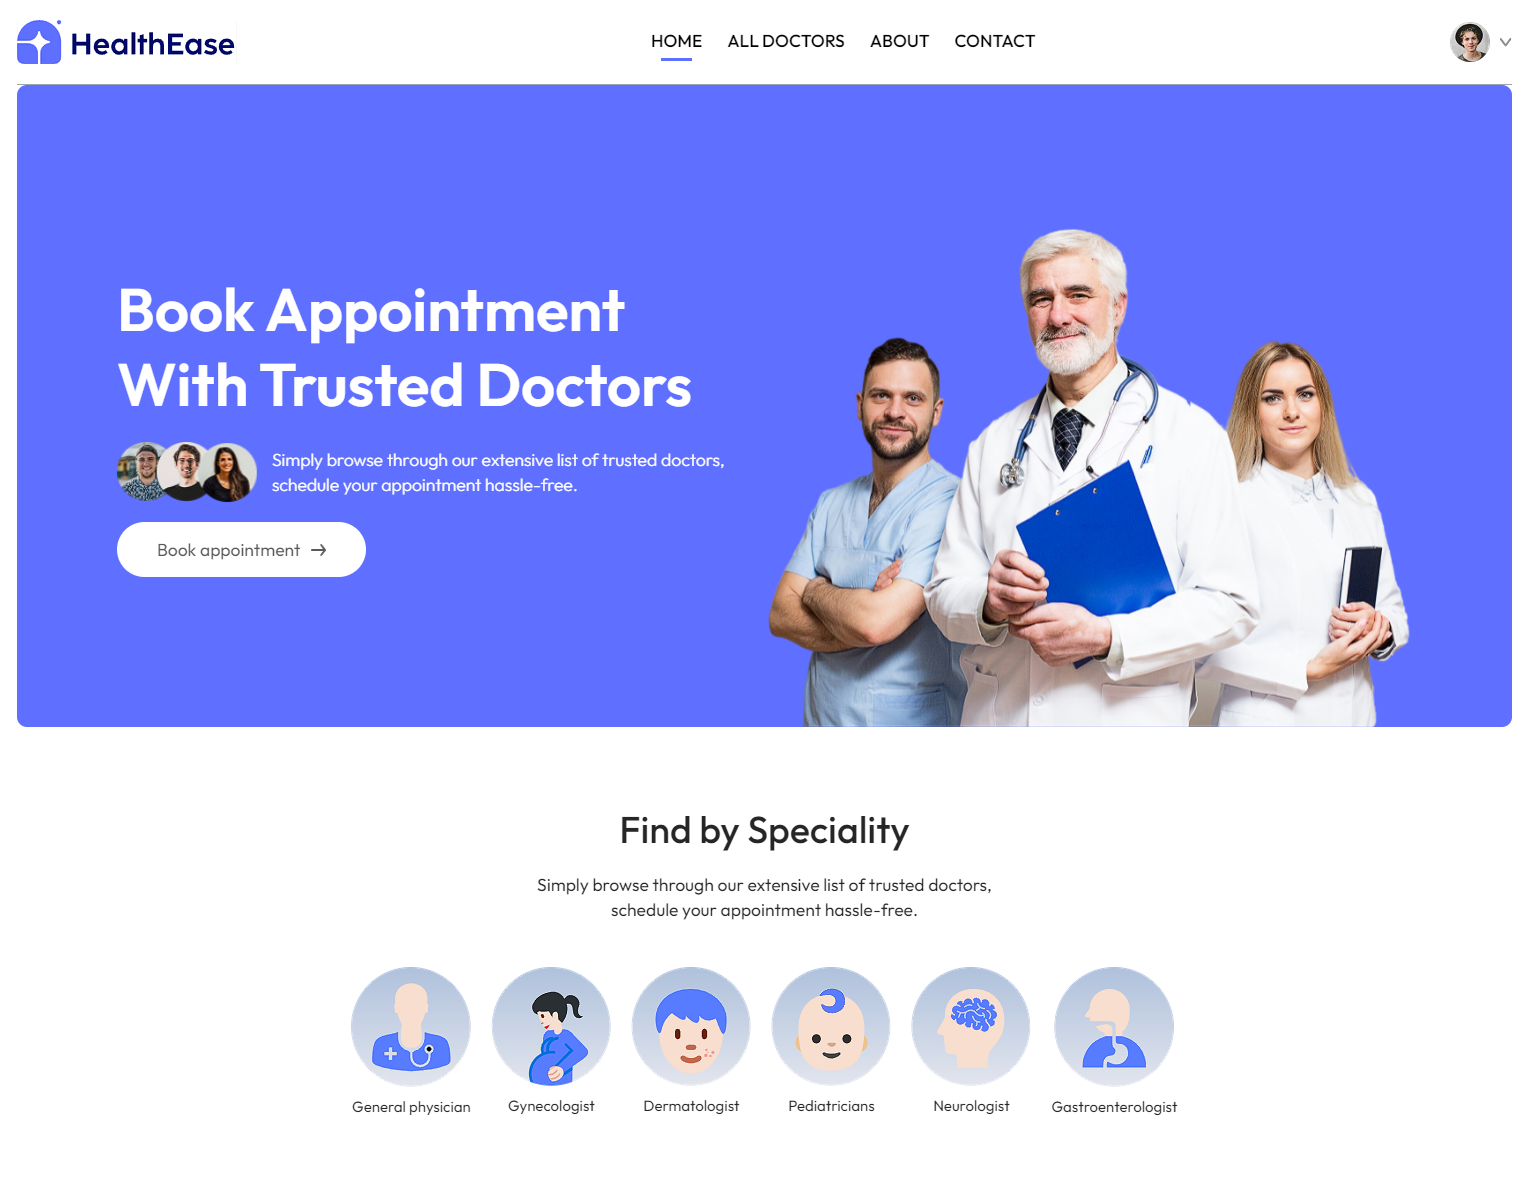 HealthEase
HOME
ALL DOCTORS
ABOUT
CONTACT
Book Appointment
With Trusted Doctors
Simply browse through our extensive list of trusted doctors,
schedule your appointment hassle-free.
Book appointment →
Find by Speciality
Simply browse through our extensive list of trusted doctors,
schedule your appointment hassle-free.
General physician
Gynecologist
Dermatologist
Pediatricians
Neurologist
Gastroenterologist